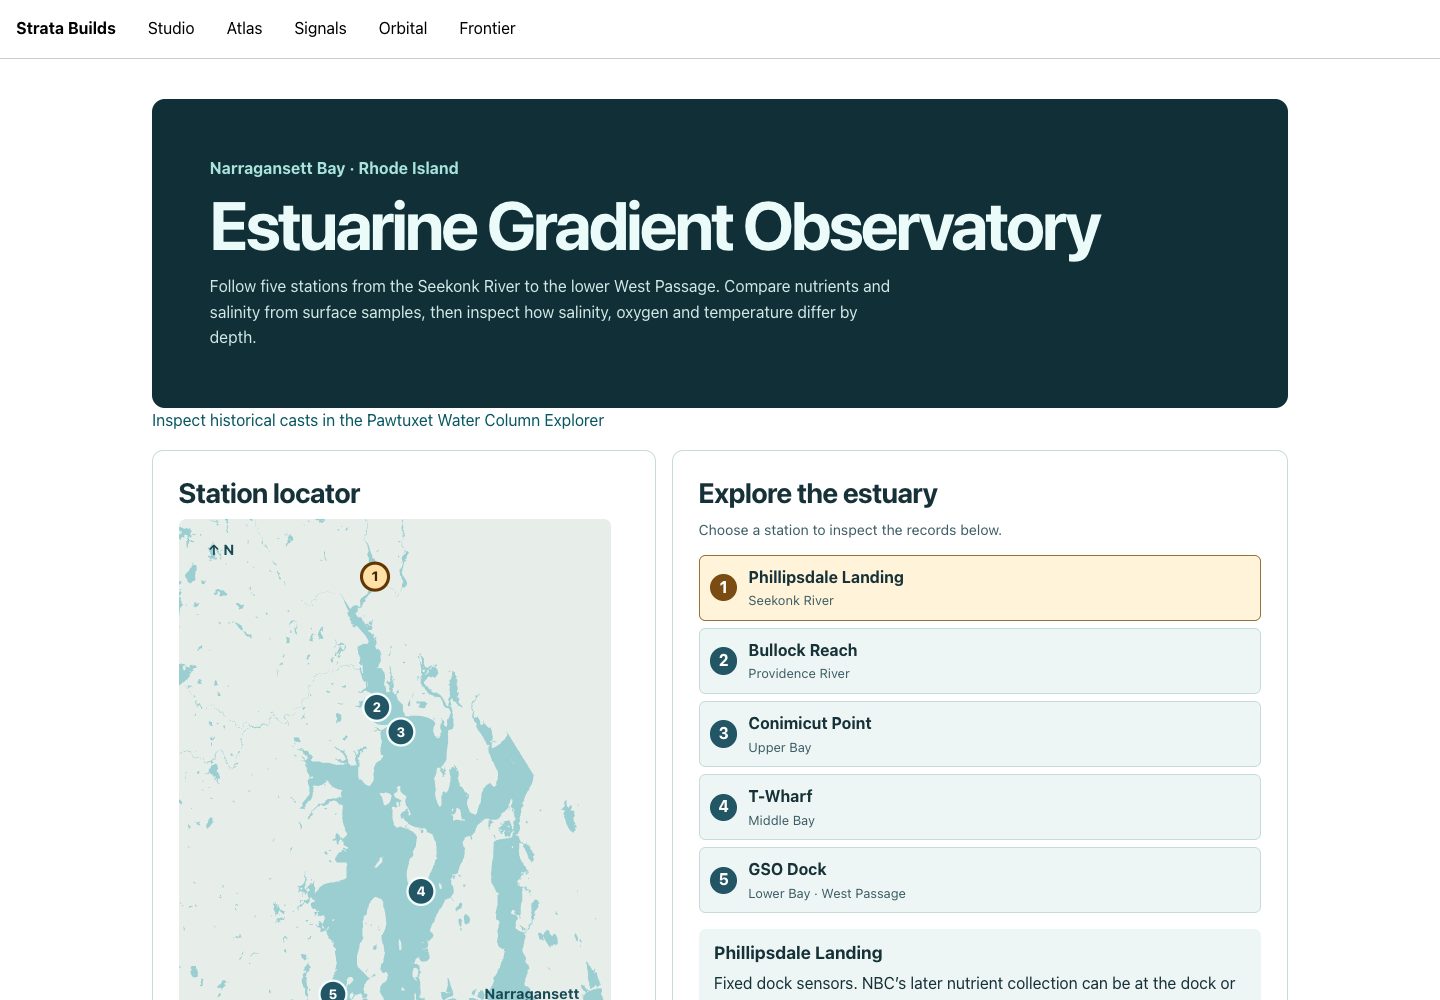 Strata Builds Studio Atlas Signals Orbital Frontier
Narragansett Bay · Rhode Island
Estuarine Gradient Observatory
Follow five stations from the Seekonk River to the lower West Passage. Compare nutrients and
salinity from surface samples, then inspect how salinity, oxygen and temperature differ by
depth.
Inspect historical casts in the Pawtuxet Water Column Explorer
Station locator
↑ N
1
2
3
4
5
Narragansett
Explore the estuary
Choose a station to inspect the records below.
1
Phillipsdale Landing
Seekonk River
2
Bullock Reach
Providence River
3
Conimicut Point
Upper Bay
4
T-Wharf
Middle Bay
5
GSO Dock
Lower Bay · West Passage
Phillipsdale Landing
Fixed dock sensors. NBC’s later nutrient collection can be at the dock or